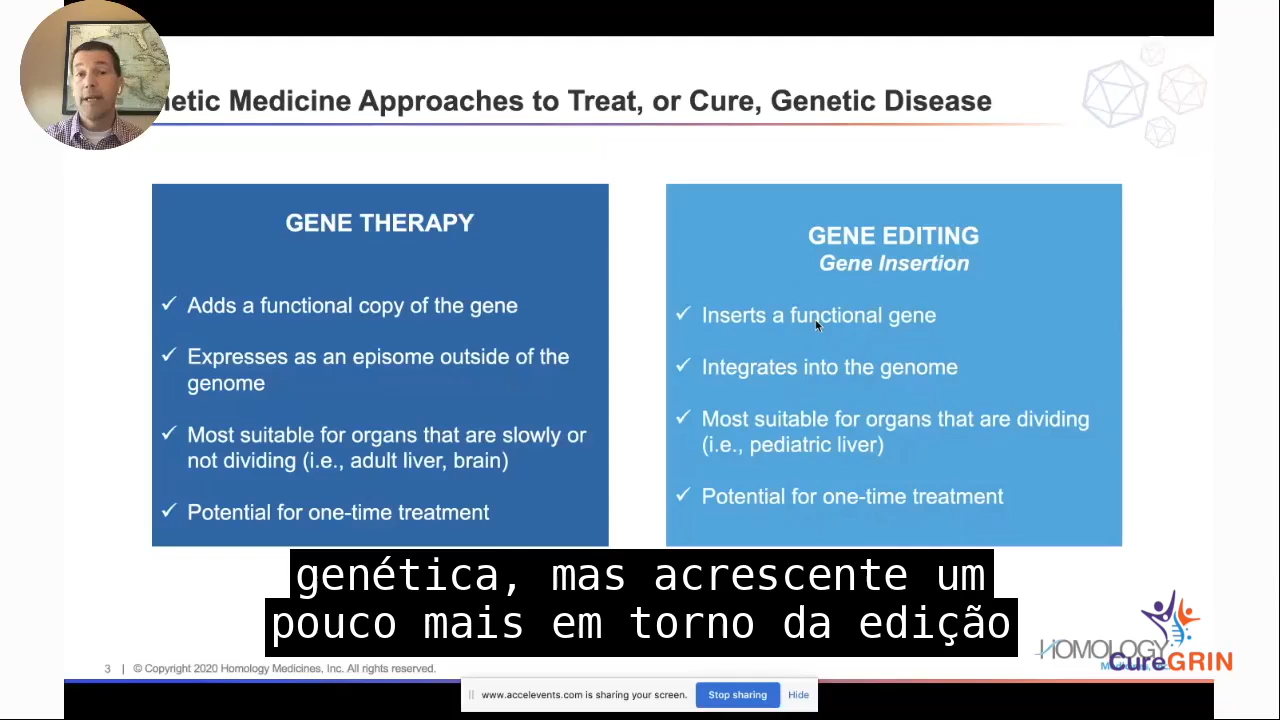 netic Medicine Approaches to Treat, or Cure, Genetic Disease
GENE THERAPY
✓ Adds a functional copy of the gene
✓ Expresses as an episome outside of the
genome
✓ Most suitable for organs that are slowly or
not dividing (i.e., adult liver, brain)
✓ Potential for one-time treatment
GENE EDITING
Gene Insertion
✓ Inserts a functional gene
✓ Integrates into the genome
✓ Most suitable for organs that are dividing
(i.e., pediatric liver)
✓ Potential for one-time treatment
genética, mas acrescente um
pouco mais em torno da edição
3 | © Copyright 2020 Homology Medicines, Inc. All rights reserved.
HOMOLOGY
CureGRIN
www.accelevents.com is sharing your screen. Stop sharing Hide